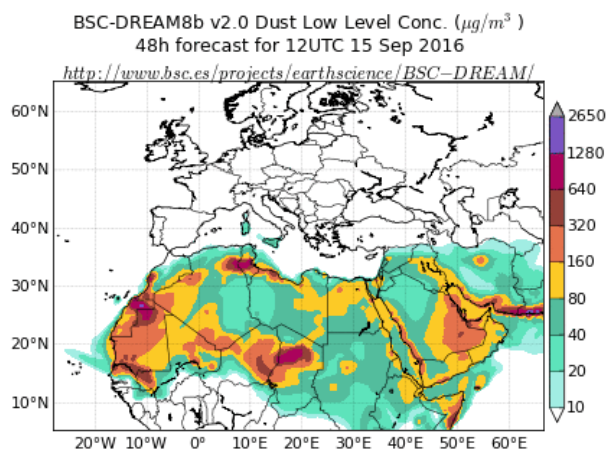 BSC-DREAM8b v2.0 Dust Low Level Conc. (μg/m³ )
48h forecast for 12UTC 15 Sep 2016
http://www.bsc.es/projects/earthscience/BSC−DREAM/
60°N
50°N
40°N
30°N
20°N
10°N
20°W 10°W 0° 10°E 20°E 30°E 40°E 50°E 60°E
2650
1280
640
320
160
80
40
20
10